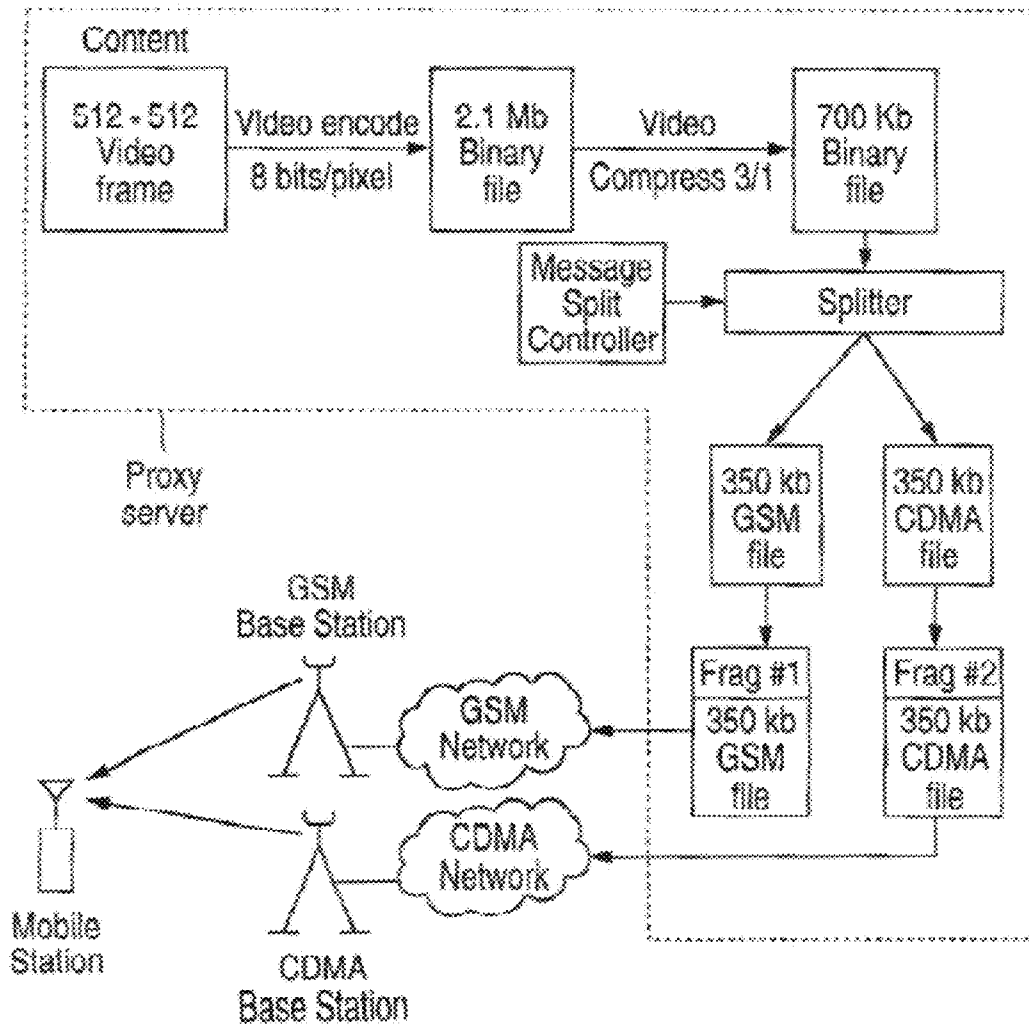 Content
512 - 512
Video
frame
Video encode
8 bits/pixel
2.1 Mb
Binary
file
Video
Compress 3/1
700 Kb
Binary
file
Message
Split
Controller
Splitter
Proxy
server
350 kb
GSM
file
350 kb
CDMA
file
Frag #1
350 kb
GSM
file
Frag #2
350 kb
CDMA
file
GSM
Base Station
GSM
Network
CDMA
Network
Mobile
Station
CDMA
Base Station